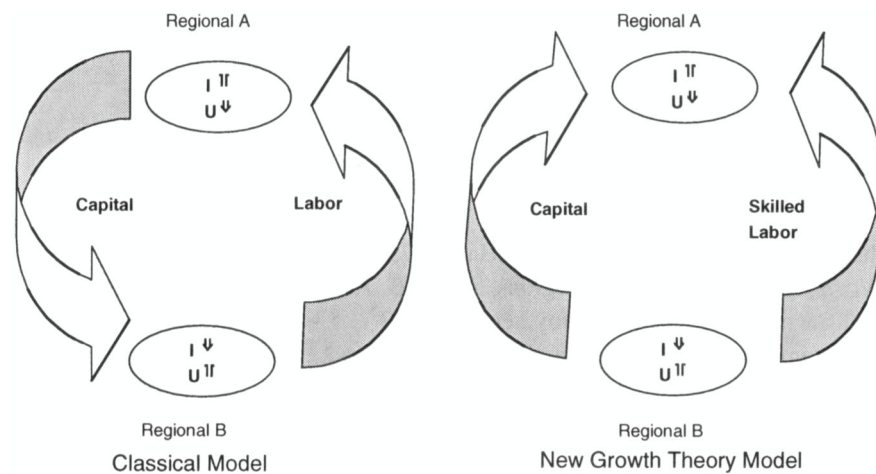 Regional A
I ⇑
U ⇓
Capital
Labor
I ⇓
U ⇑
Regional B
Classical Model
Regional A
I ⇑
U ⇓
Capital
Skilled
Labor
I ⇓
U ⇑
Regional B
New Growth Theory Model